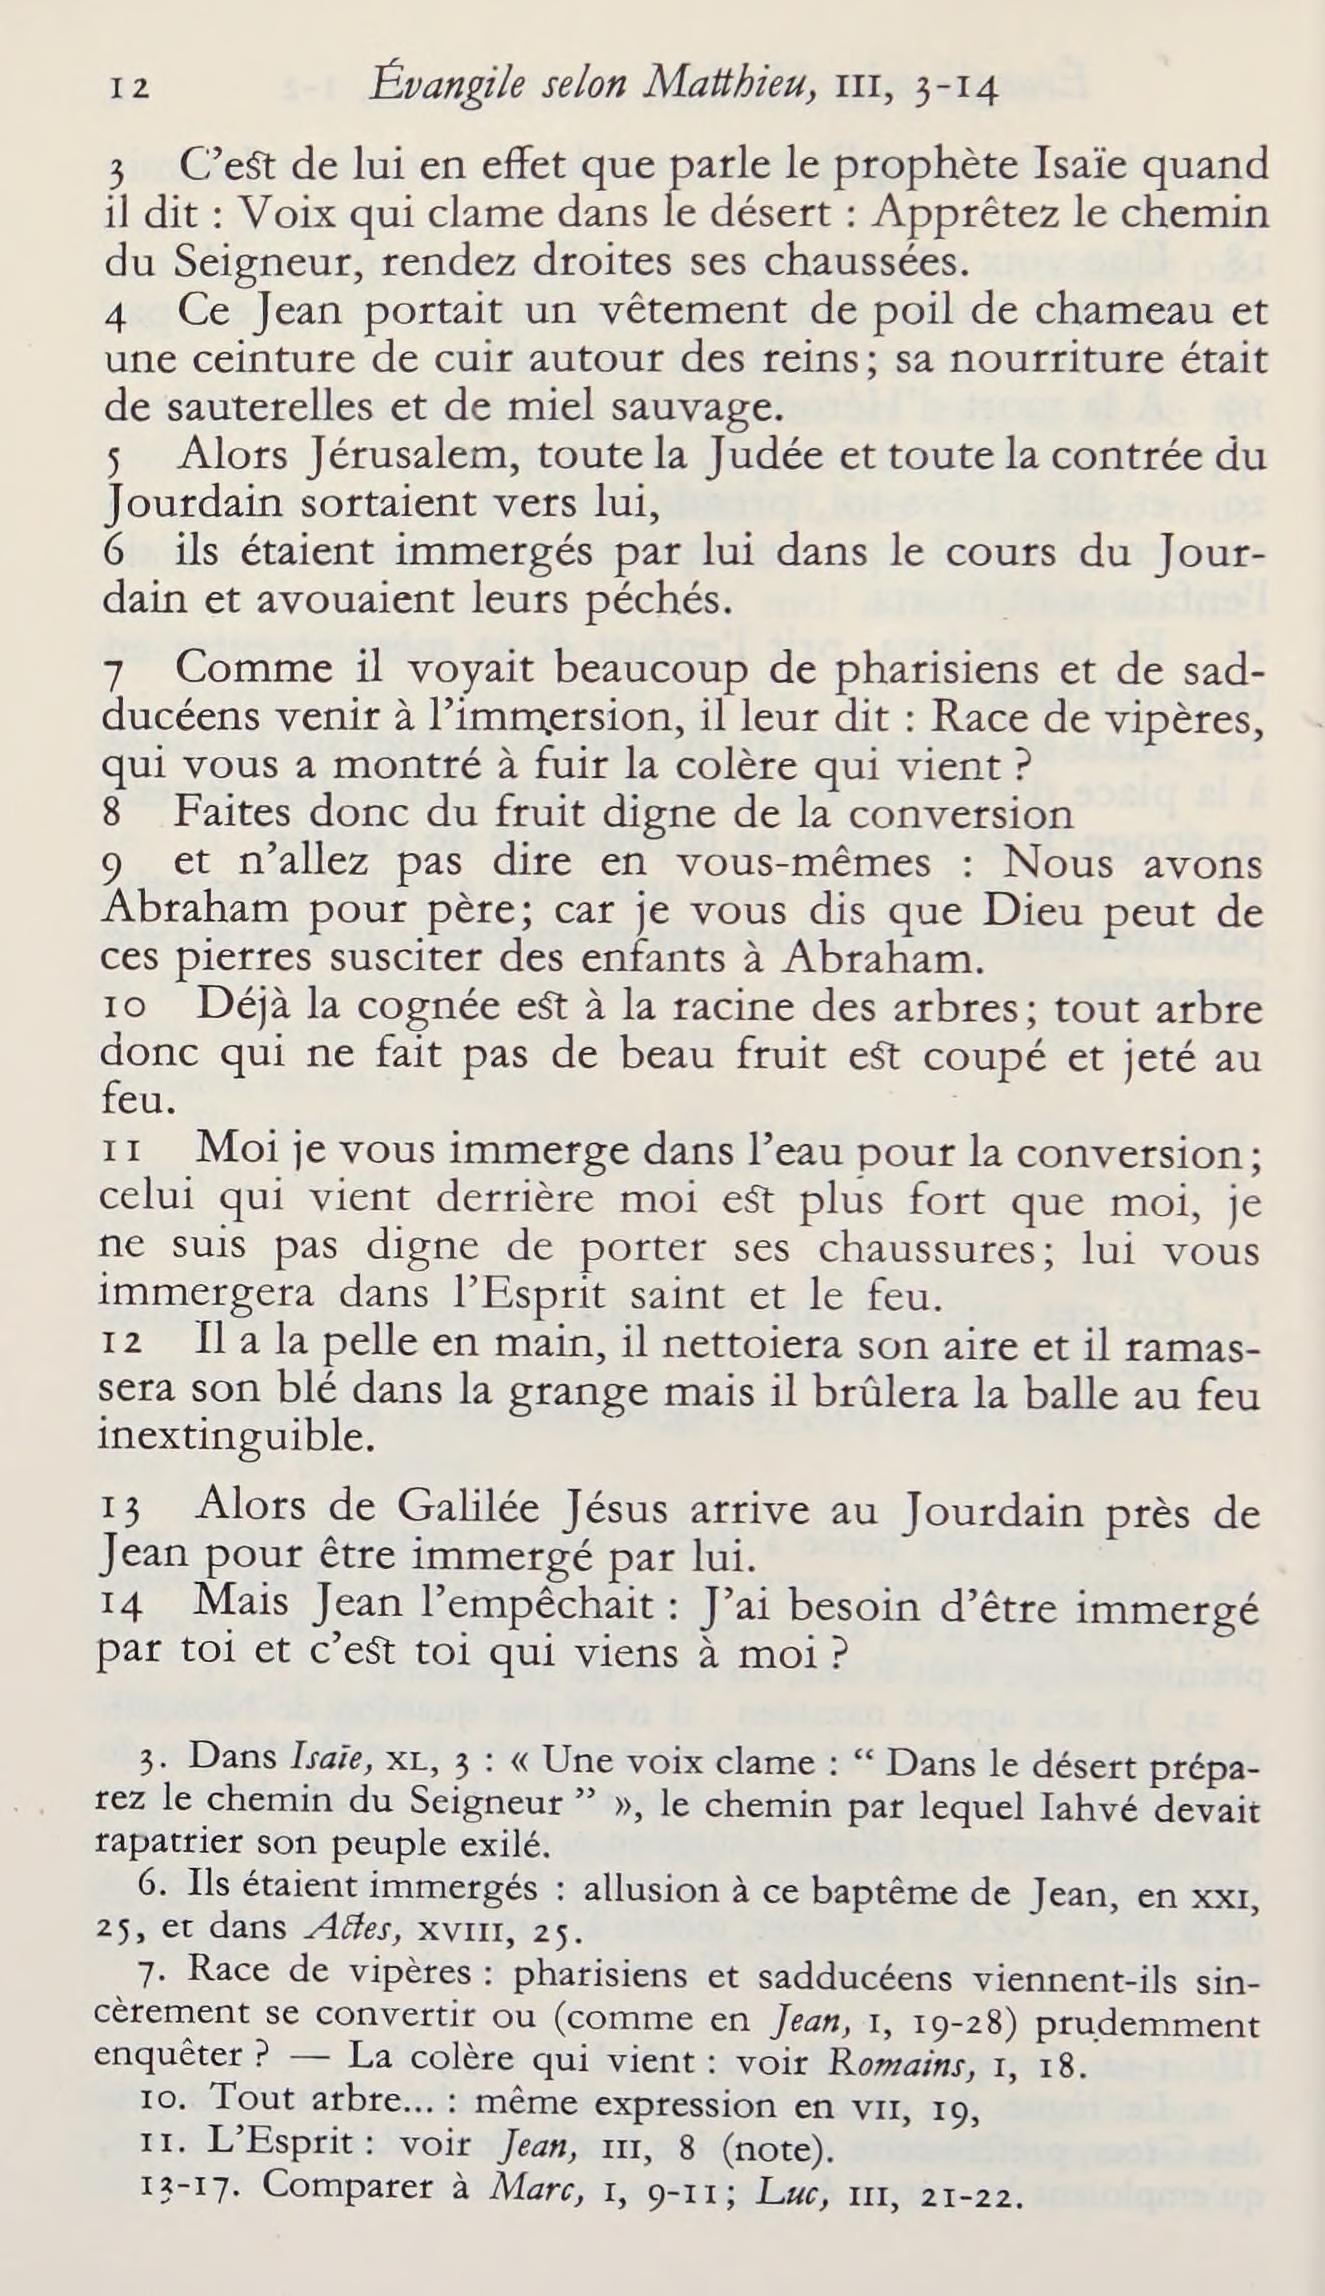 12 Évangile selon Matthieu, III, 3-14
3 C'est de lui en effet que parle le prophète Isaïe quand
il dit : Voix qui clame dans le désert : Apprêtez le chemin
du Seigneur, rendez droites ses chaussées.
4 Ce Jean portait un vêtement de poil de chameau et
une ceinture de cuir autour des reins; sa nourriture était
de sauterelles et de miel sauvage.
5 Alors Jérusalem, toute la Judée et toute la contrée du
Jourdain sortaient vers lui,
6 ils étaient immergés par lui dans le cours du Jour-
dain et avouaient leurs péchés.
7 Comme il voyait beaucoup de pharisiens et de sad-
ducéens venir à l'immersion, il leur dit : Race de vipères,
qui vous a montré à fuir la colère qui vient ?
8 Faites donc du fruit digne de la conversion
9 et n'allez pas dire en vous-mêmes : Nous avons
Abraham pour père; car je vous dis que Dieu peut de
ces pierres susciter des enfants à Abraham.
10 Déjà la cognée est à la racine des arbres; tout arbre
donc qui ne fait pas de beau fruit est coupé et jeté au
feu.
11 Moi je vous immerge dans l'eau pour la conversion;
celui qui vient derrière moi est plus fort que moi, je
ne suis pas digne de porter ses chaussures; lui vous
immergera dans l'Esprit saint et le feu.
12 Il a la pelle en main, il nettoiera son aire et il ramas-
sera son blé dans la grange mais il brûlera la balle au feu
inextinguible.
13 Alors de Galilée Jésus arrive au Jourdain près de
Jean pour être immergé par lui.
14 Mais Jean l'empêchait : J'ai besoin d'être immergé
par toi et c'est toi qui viens à moi ?
3. Dans Isaïe, XL, 3 : « Une voix clame : “ Dans le désert prépa-
rez le chemin du Seigneur ” », le chemin par lequel Iahvé devait
rapatrier son peuple exilé.
6. Ils étaient immergés : allusion à ce baptême de Jean, en XXI,
25, et dans Actes, XVIII, 25.
7. Race de vipères : pharisiens et sadducéens viennent-ils sin-
cèrement se convertir ou (comme en Jean, I, 19-28) prudemment
enquêter ? — La colère qui vient : voir Romains, I, 18.
10. Tout arbre... : même expression en VII, 19,
11. L'Esprit : voir Jean, III, 8 (note).
13-17. Comparer à Marc, I, 9-11; Luc, III, 21-22.